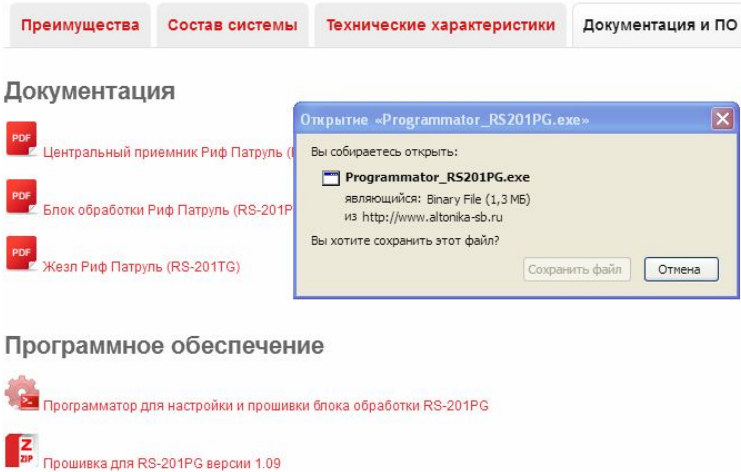 Преимущества Состав системы Технические характеристики Документация и ПО
Документация
PDF
Центральный приемник Риф Патруль (
PDF
Блок обработки Риф Патруль (RS-201P
PDF
Жезл Риф Патруль (RS-201TG)
Открытие «Programmator_RS201PG.exe»
Вы собираетесь открыть:
Programmator_RS201PG.exe
являющийся: Binary File (1,3 МБ)
из http://www.altonika-sb.ru
Вы хотите сохранить этот файл?
Сохранить файл Отмена
Программное обеспечение
Программатор для настройки и прошивки блока обработки RS-201PG
ZIP
Прошивка для RS-201PG версии 1.09